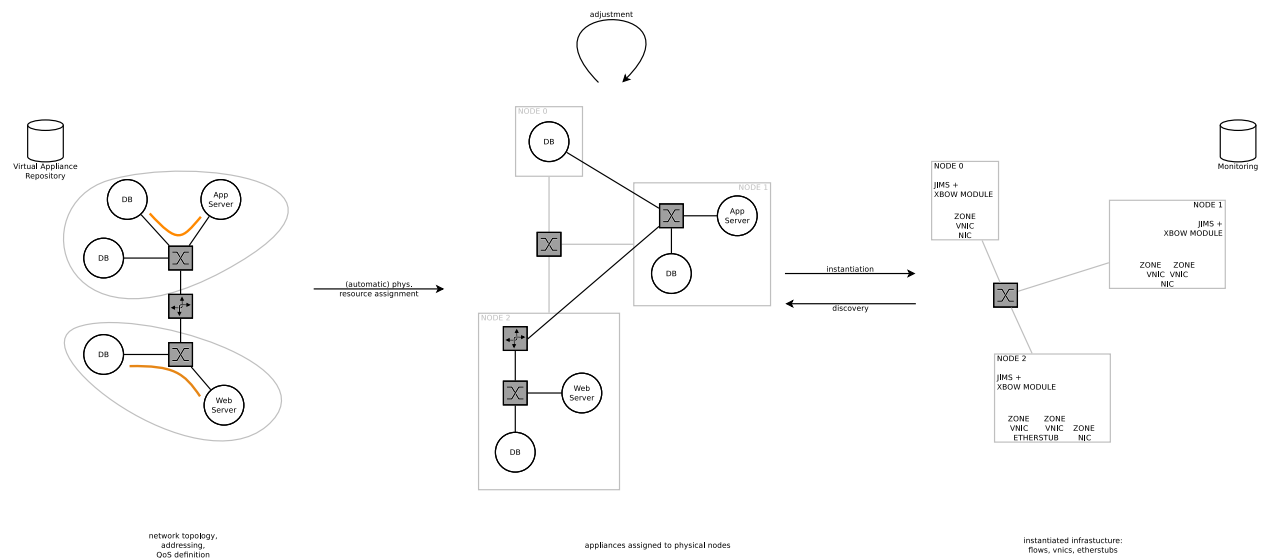 adjustment
Virtual Appliance
Repository
DB
App
Server
DB
DB
Web
Server
network topology,
addressing,
QoS definition
(automatic) phys.
resource assignment
NODE 0
DB
NODE 1
App
Server
DB
NODE 2
Web
Server
DB
appliances assigned to physical nodes
instantiation
discovery
Monitoring
NODE 0
JIMS +
XBOW MODULE
ZONE
VNIC
NIC
NODE 1
JIMS +
XBOW MODULE
ZONE ZONE
VNIC VNIC
NIC
NODE 2
JIMS +
XBOW MODULE
ZONE ZONE
VNIC VNIC ZONE
ETHERSTUB NIC
instantiated infrastucture:
flows, vnics, etherstubs